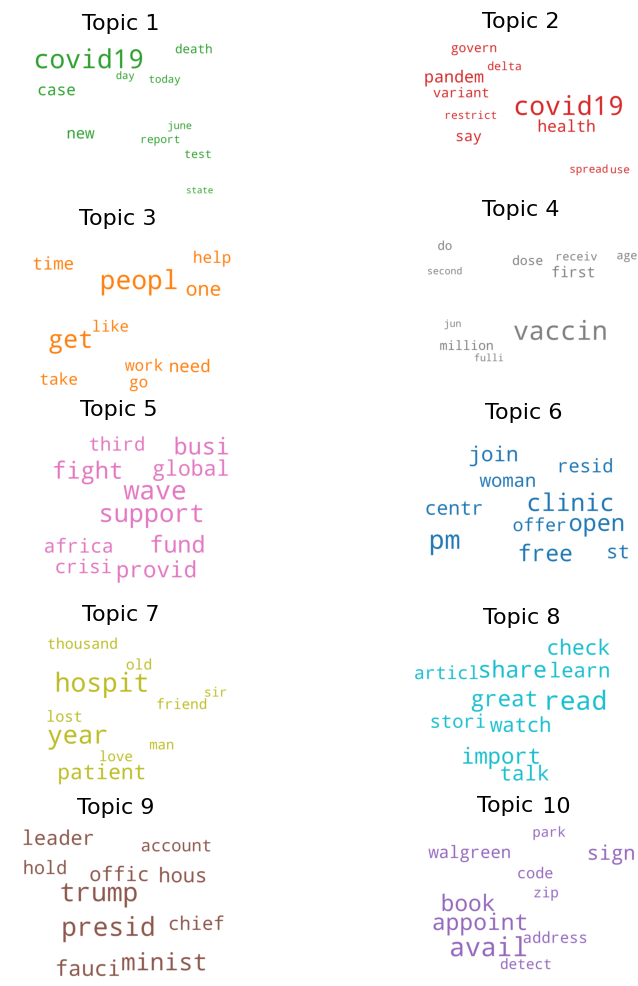 Topic 1
covid19
death
day
today
case
new
june
report
test
state
Topic 2
govern
delta
pandem
variant
covid19
restrict
health
say
spread use
Topic 3
time
help
peopl
one
like
get
work need
take
go
Topic 4
do
dose
receiv
age
second
first
jun
vaccin
million
fulli
Topic 5
third
busi
fight
global
wave
support
africa
fund
crisi
provid
Topic 6
join
resid
woman
centr
clinic
offer open
pm
free
st
Topic 7
thousand
old
hospit
sir
friend
lost
year
man
love
patient
Topic 8
check
articl share learn
great read
stori watch
import
talk
Topic 9
leader
account
hold
offic hous
trump
presid
chief
fauci minist
Topic 10
park
walgreen
sign
code
zip
book
appoint
avail address
detect